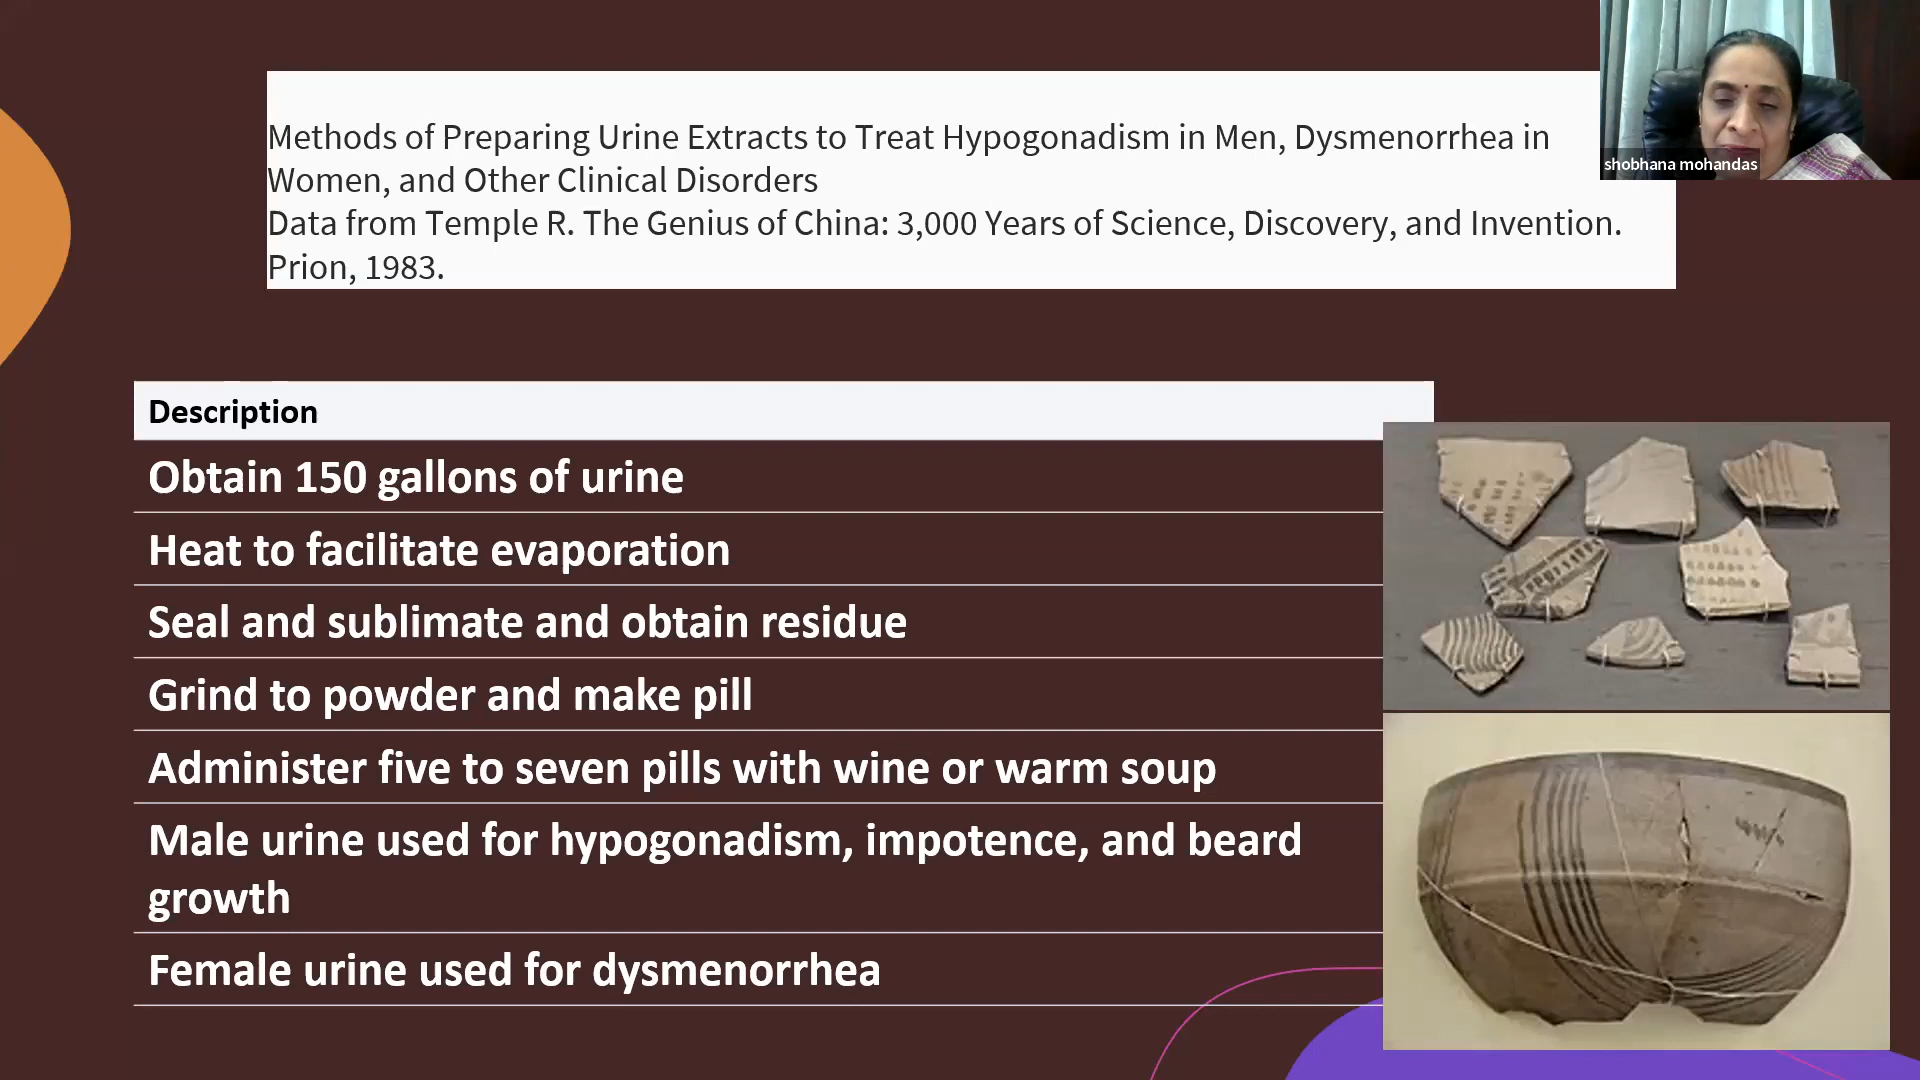 Methods of Preparing Urine Extracts to Treat Hypogonadism in Men, Dysmenorrhea in
Women, and Other Clinical Disorders
Data from Temple R. The Genius of China: 3,000 Years of Science, Discovery, and Invention.
Prion, 1983.
shobhana mohandas
Description
Obtain 150 gallons of urine
Heat to facilitate evaporation
Seal and sublimate and obtain residue
Grind to powder and make pill
Administer five to seven pills with wine or warm soup
Male urine used for hypogonadism, impotence, and beard
growth
Female urine used for dysmenorrhea